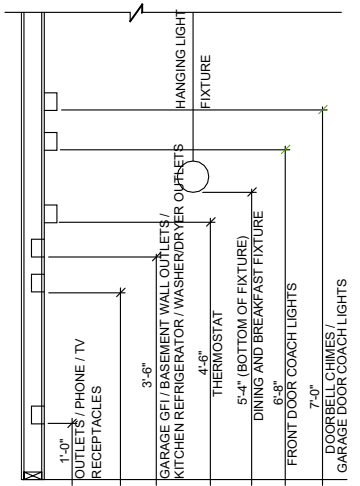 HANGING LIGHT
FIXTURE
1'-0"
OUTLETS / PHONE / TV
RECEPTACLES
3'-6"
GARAGE GFI / BASEMENT WALL OUTLETS /
KITCHEN REFRIGERATOR / WASHER/DRYER OUTLETS
4'-6"
THERMOSTAT
5'-4" (BOTTOM OF FIXTURE)
DINING AND BREAKFAST FIXTURE
6'-8"
FRONT DOOR COACH LIGHTS
7'-0"
DOORBELL CHIMES /
GARAGE DOOR COACH LIGHTS